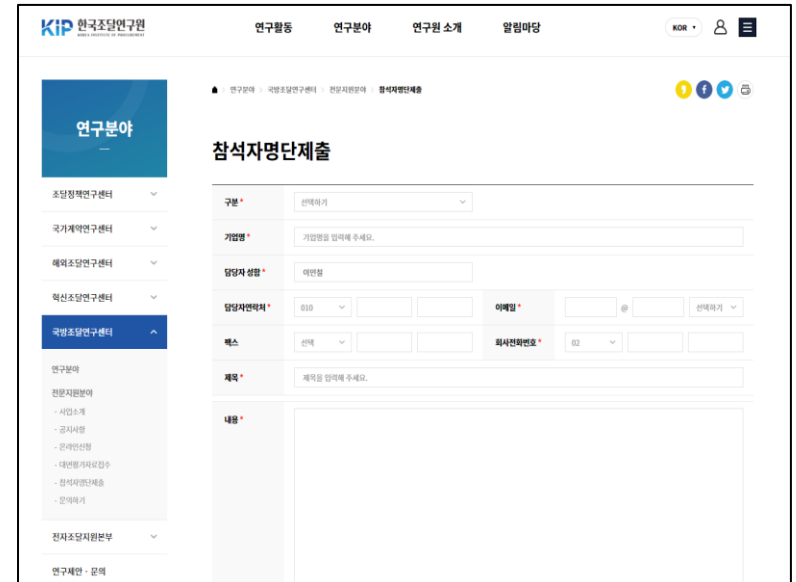 KIP 한국조달연구원
KOREA INSTITUTE OF PROCUREMENT
연구활동 연구분야 연구원 소개 알림마당
KOR
연구분야 > 국방조달연구센터 > 전문지원분야 > 참석자명단제출
연구분야
참석자명단제출
조달정책연구센터
국가계약연구센터
해외조달연구센터
혁신조달연구센터
국방조달연구센터
연구분야
전문지원분야
- 사업소개
- 공지사항
- 온라인신청
- 대면평가자료접수
- 참석자명단제출
- 문의하기
전자조달지원본부
연구제안 · 문의
구분 * 선택하기
기업명 * 기업명을 입력해 주세요.
담당자 성함 * 이민철
담당자연락처 * 010 이메일 * @ 선택하기
팩스 선택 회사전화번호 * 02
제목 * 제목을 입력해 주세요.
내용 *